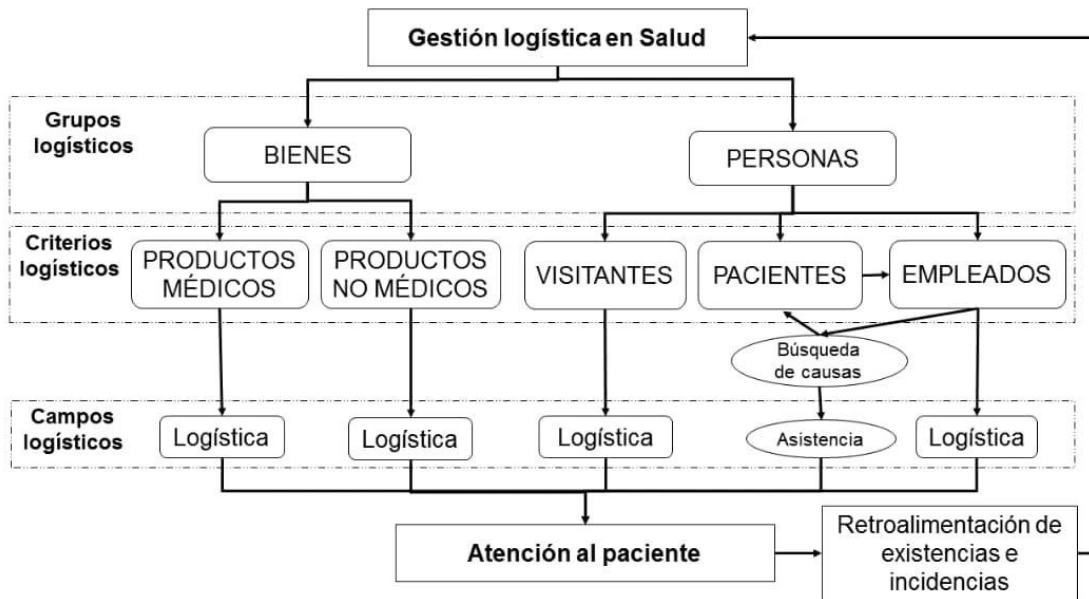 Gestión logística en Salud
Grupos
logísticos
BIENES
PERSONAS
Criterios
logísticos
PRODUCTOS
MÉDICOS
PRODUCTOS
NO MÉDICOS
VISITANTES
PACIENTES
EMPLEADOS
Búsqueda
de causas
Campos
logísticos
Logística
Logística
Logística
Asistencia
Logística
Atención al paciente
Retroalimentación de
existencias e
incidencias